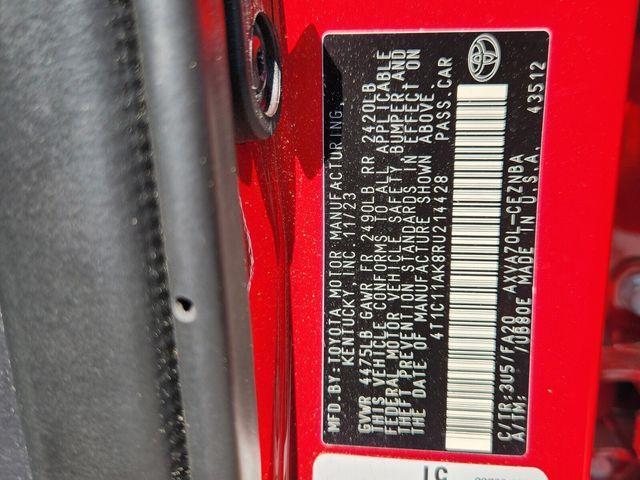 MFD.BY:TOYOTA MOTOR MANUFACTURING,
KENTUCKY, INC 11/23
GVWR 4475LB GAWR FR 2490LB RR 2420LB
THIS VEHICLE CONFORMS TO ALL APPLICABLE
FEDERAL MOTOR VEHICLE SAFETY, BUMPER, AND
THEFT PREVENTION STANDARDS IN EFFECT ON
THE DATE OF MANUFACTURE SHOWN ABOVE.
4T1C11AK8RU214428 PASS.CAR
C/TR:3U5/FA20 AXVA70L-CEZNBA
A/TM: /OB80E MADE IN U.S.A. 43512